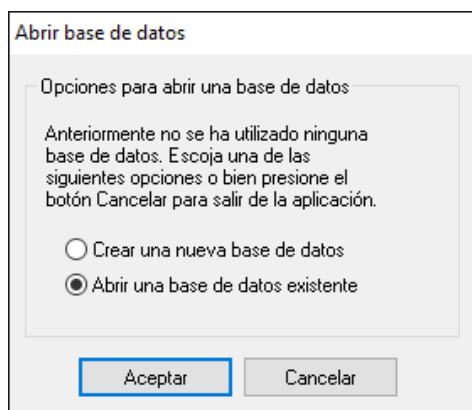 Abrir base de datos
Opciones para abrir una base de datos
Anteriormente no se ha utilizado ninguna
base de datos. Escoja una de las
siguientes opciones o bien presione el
botón Cancelar para salir de la aplicación.
Crear una nueva base de datos
Abrir una base de datos existente
Aceptar
Cancelar